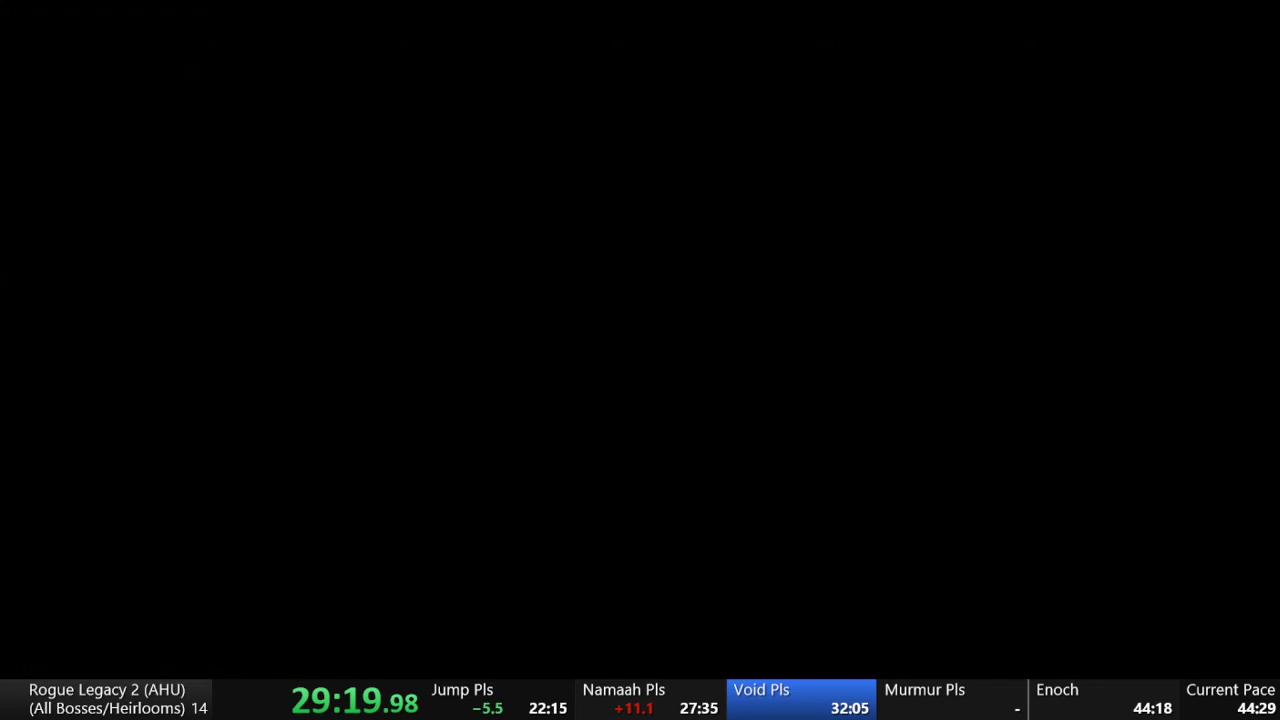 Rogue Legacy 2 (AHU)
(All Bosses/Heirlooms) 14
29:19.98
Jump Pls
−5.5 22:15
Namaah Pls
+11.1 27:35
Void Pls
32:05
Murmur Pls
-
Enoch
44:18
Current Pace
44:29